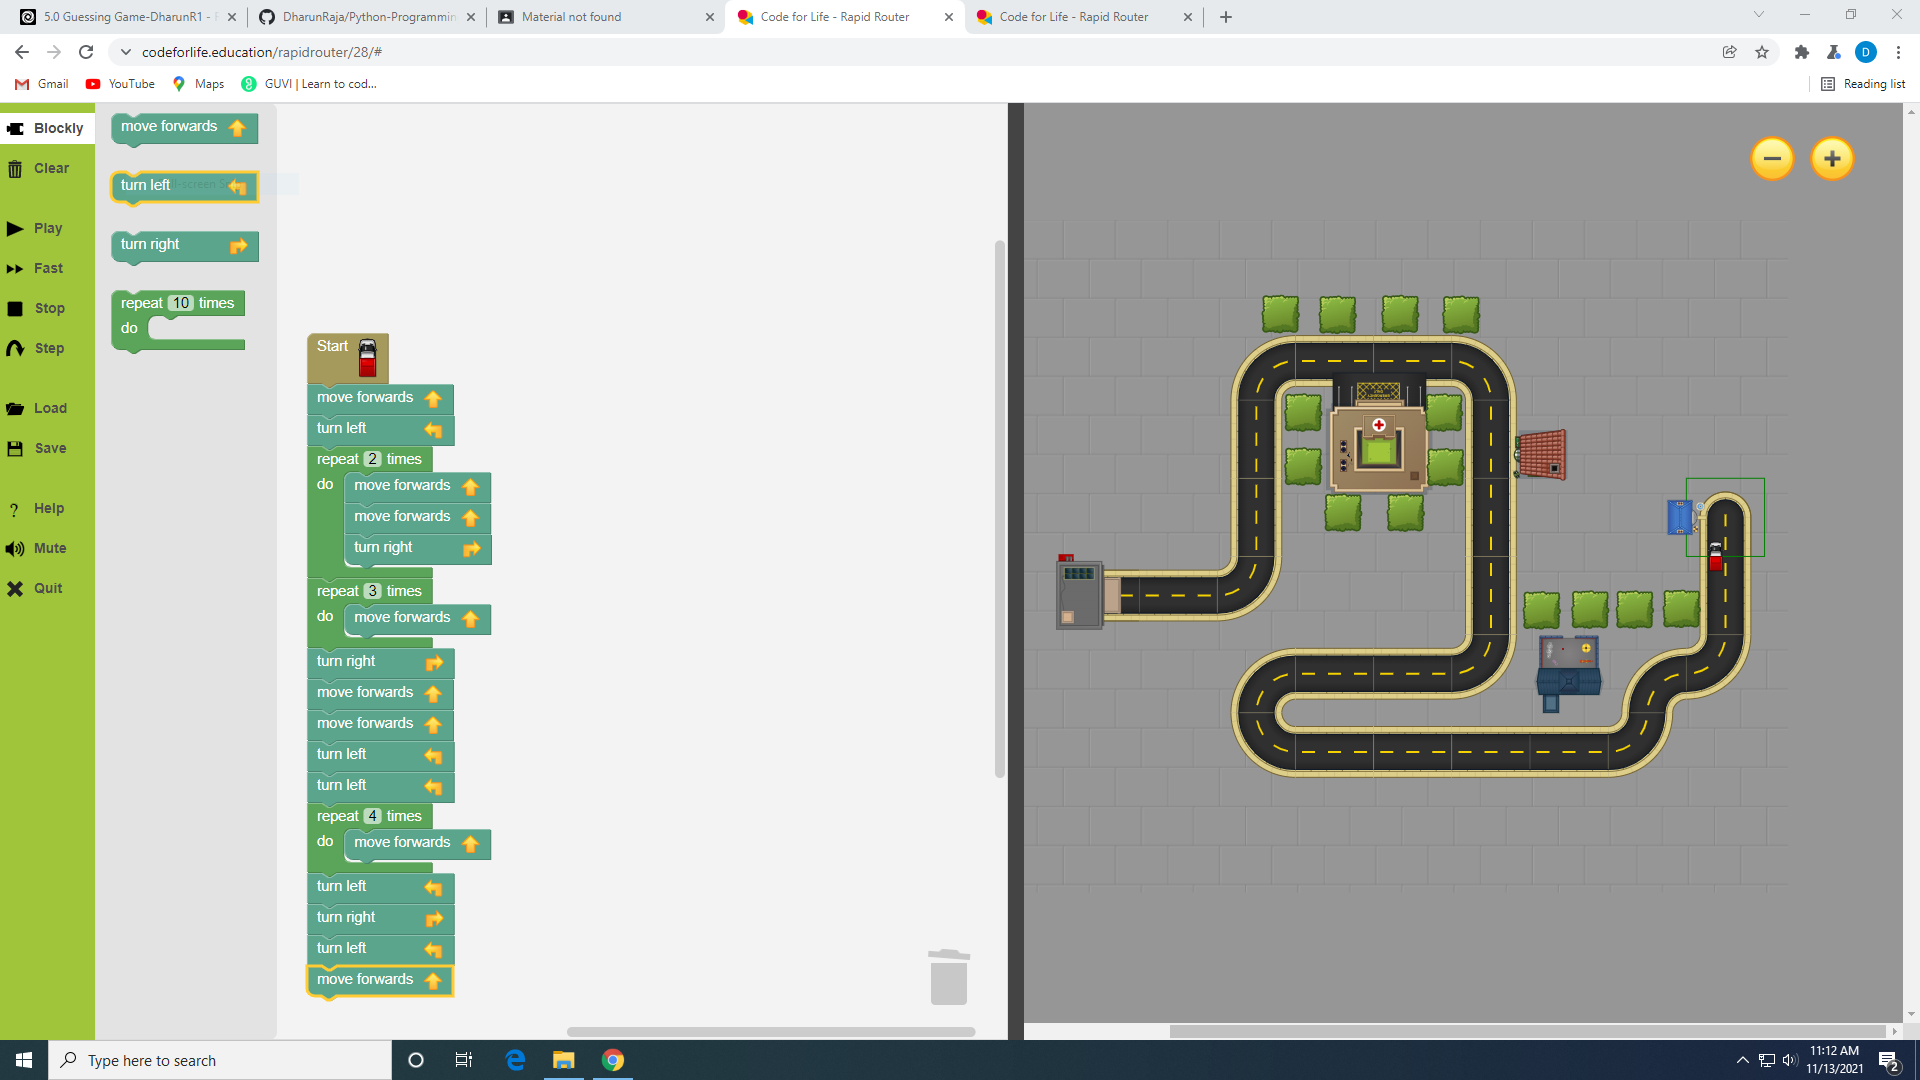 5.0 Guessing Game-DharunR1 - F
DharunRaja/Python-Programmin
Material not found
Code for Life - Rapid Router
Code for Life - Rapid Router
codeforlife.education/rapidrouter/28/#
D
Gmail
YouTube
Maps
GUVI | Learn to cod...
Reading list
Blockly
Clear
Play
Fast
Stop
Step
Load
Save
Help
Mute
Quit
move forwards
turn left
turn right
repeat 10 times
do
Start
move forwards
turn left
repeat 2 times
do move forwards
move forwards
turn right
repeat 3 times
do move forwards
turn right
move forwards
move forwards
turn left
turn left
repeat 4 times
do move forwards
turn left
turn right
turn left
move forwards
Type here to search
11:12 AM
11/13/2021
2